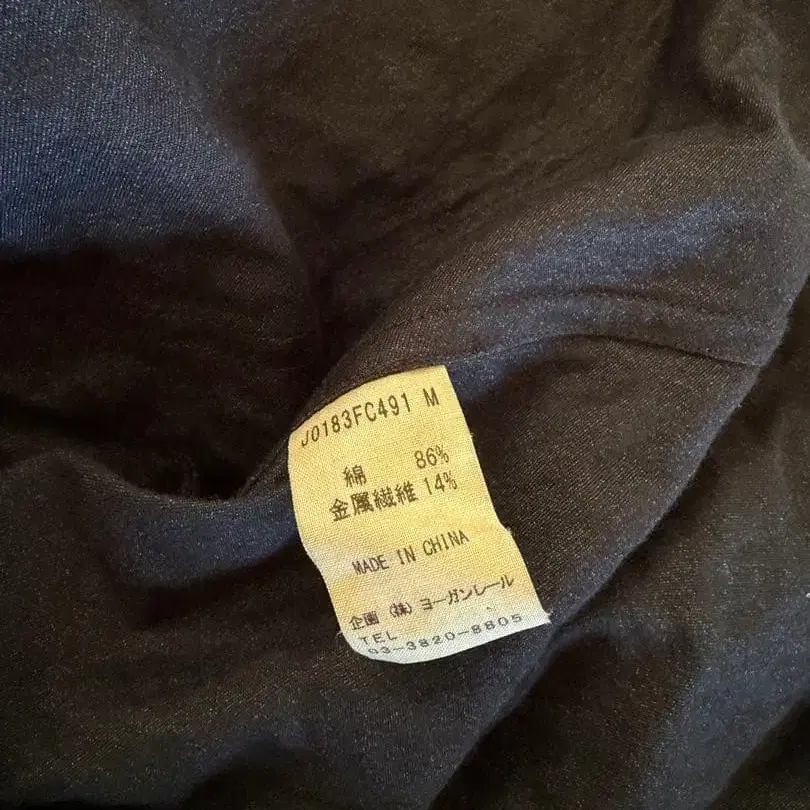 J0183FC491 M
綿 86%
金属繊維 14%
MADE IN CHINA
企画 (株) ヨーガンレール
TEL
03-3820-8805